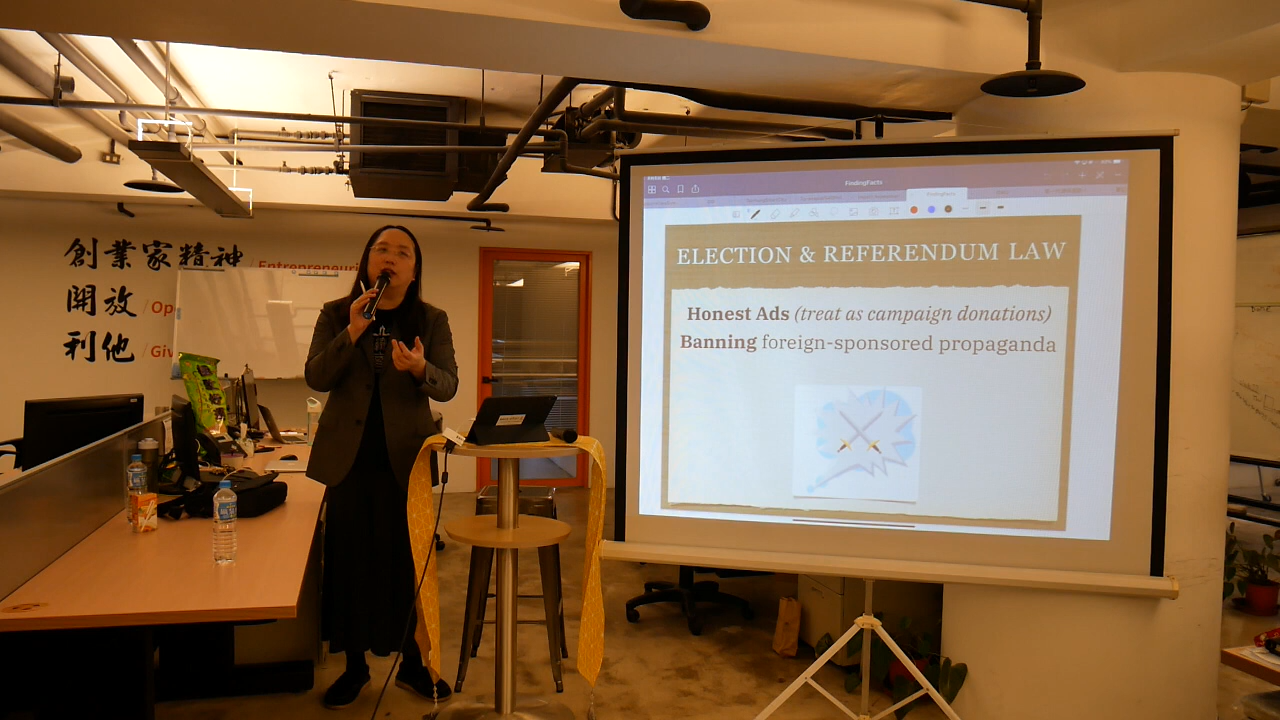 創業家精神 / Entrepreneuri
開放 / Op
利他 / Giv
FindingFacts
FindingFacts
ELECTION & REFERENDUM LAW
Honest Ads (treat as campaign donations)
Banning foreign-sponsored propaganda